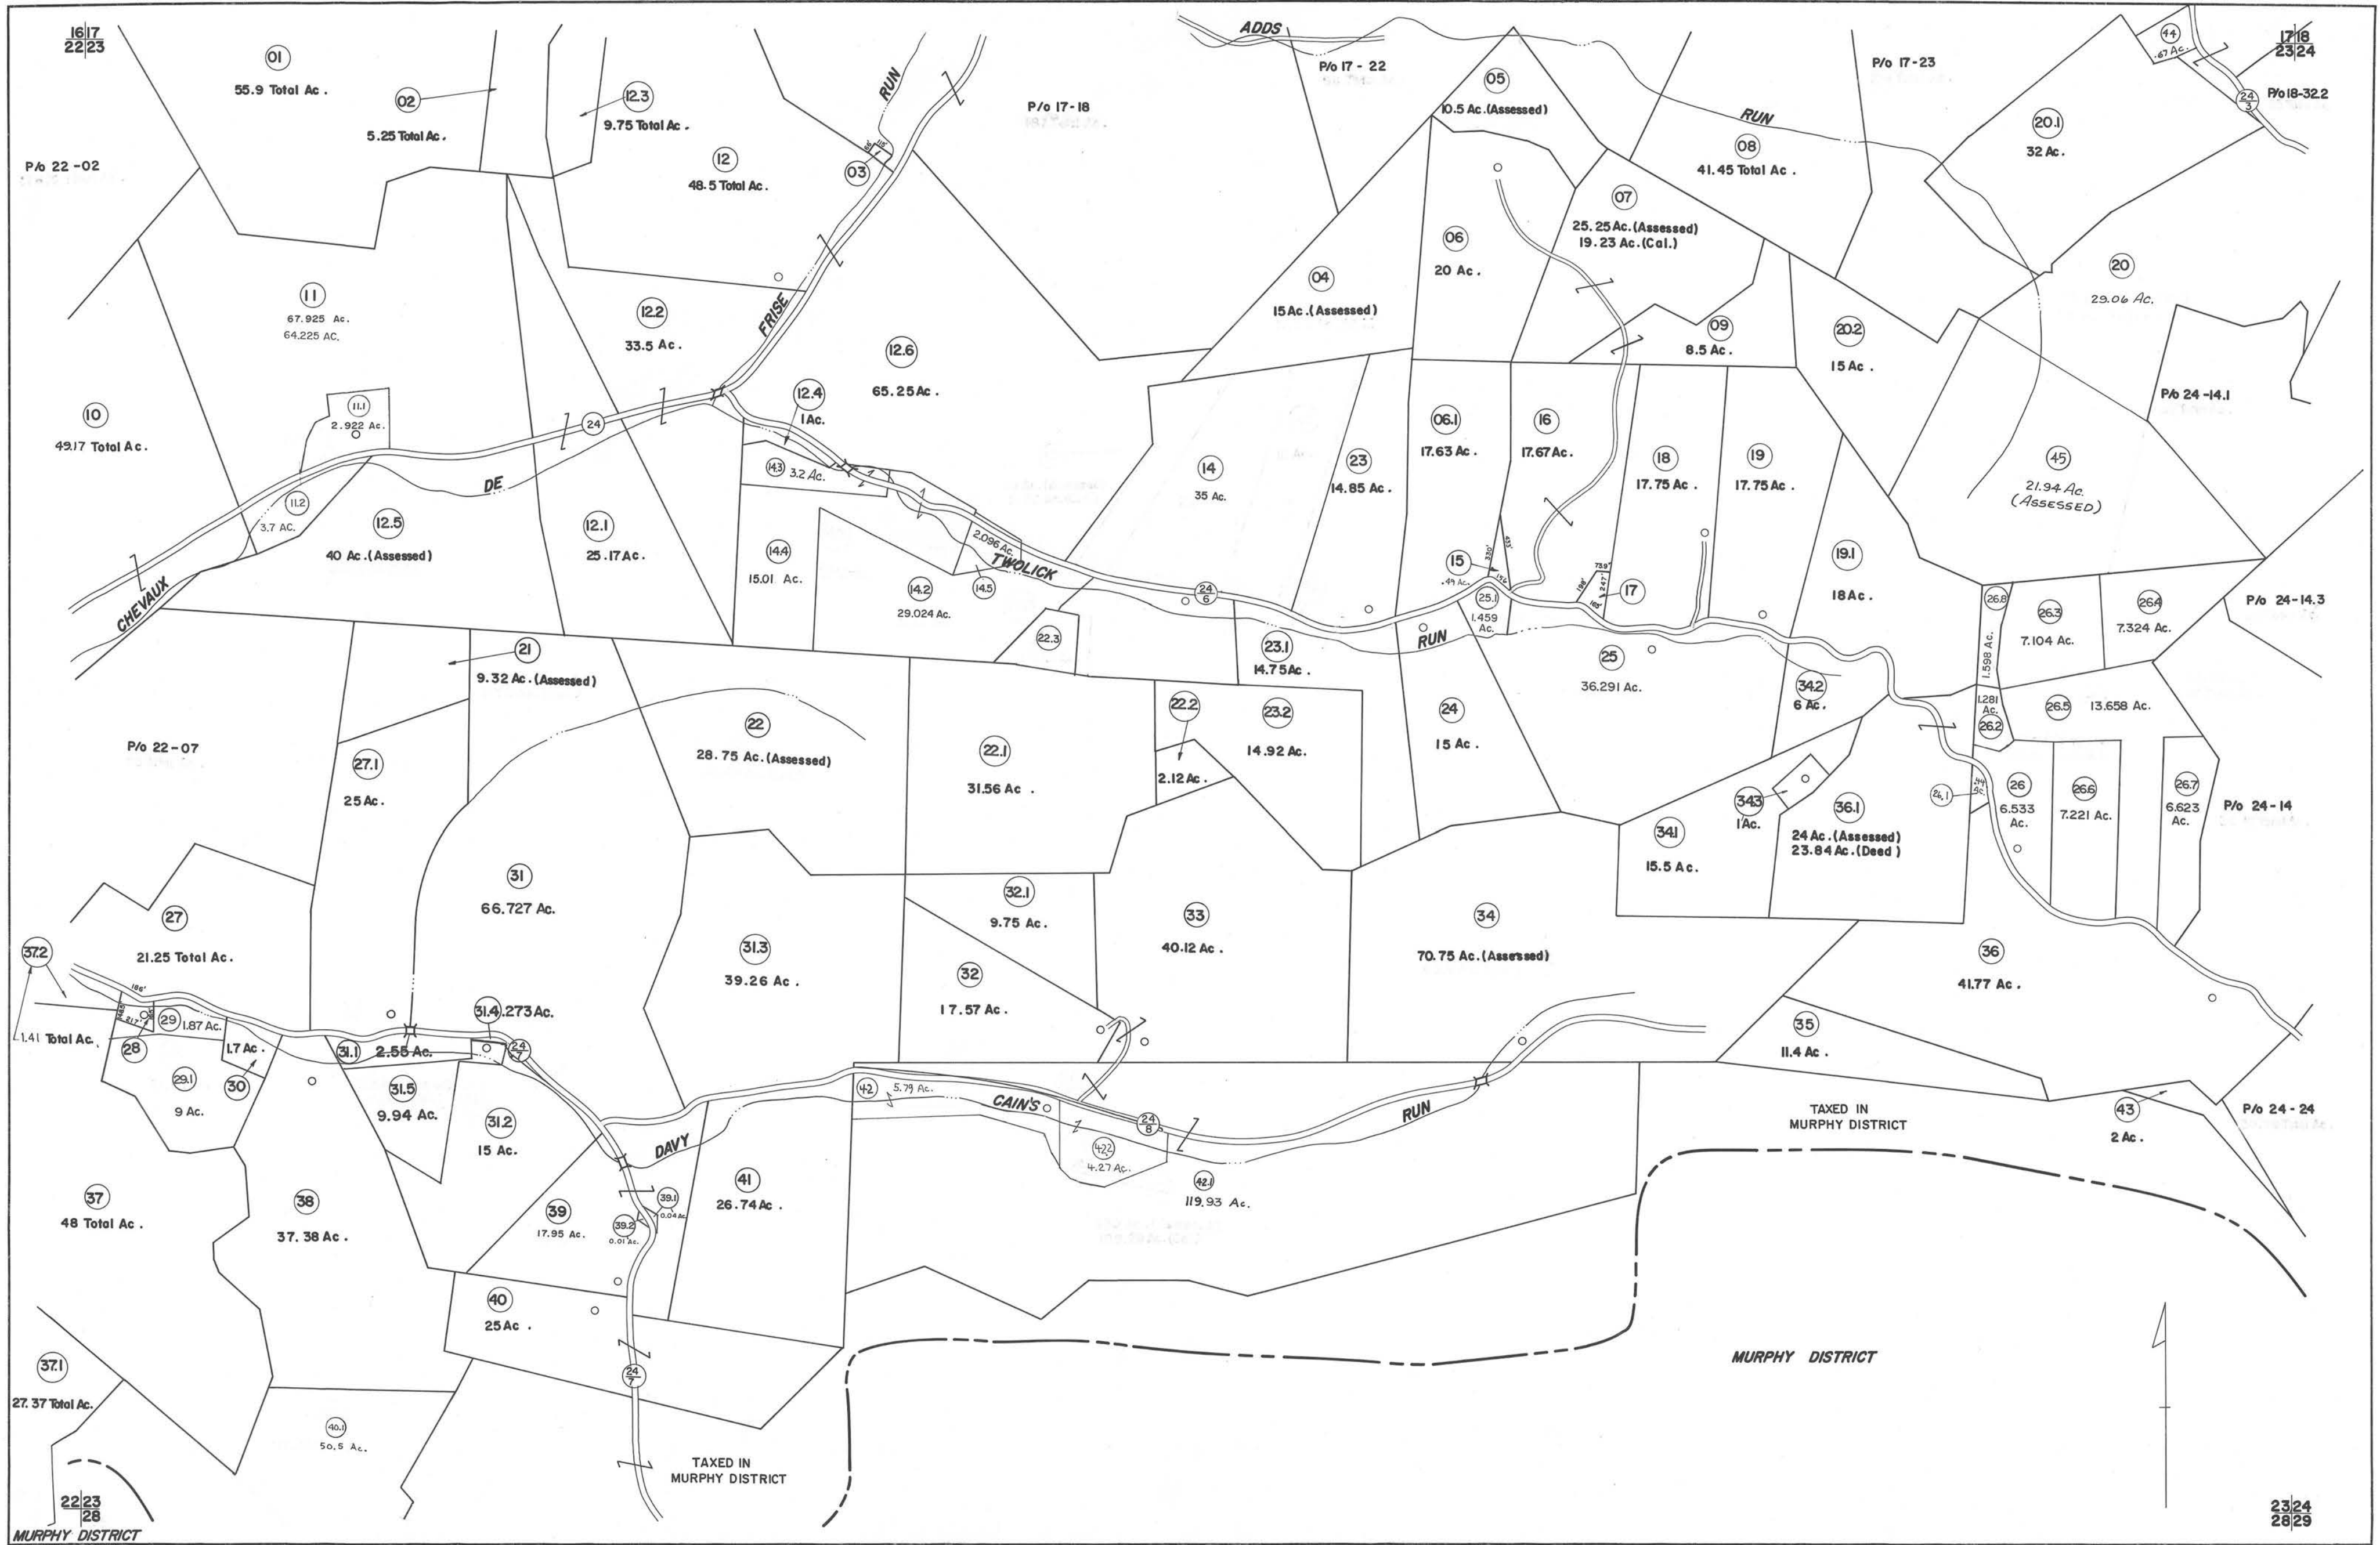 16 17
22 23
01
55.9 Total Ac.
02
5.25 Total Ac.
12.3
9.75 Total Ac.
12
48.5 Total Ac.
RUN
66'
115'
03
P/o 17-18
ADDS
P/o 17-22
05
10.5 Ac.(Assessed)
RUN
08
41.45 Total Ac.
P/o 17-23
44
.67 Ac.
17 18
23 24
24
3
P/o 18-32.2
20.1
32 Ac.
P/o 22-02
07
25.25 Ac.(Assessed)
19.23 Ac.(Cal.)
06
20 Ac.
04
15 Ac.(Assessed)
20
29.06 Ac.
11
67.925 Ac.
64.225 AC.
12.2
33.5 Ac.
FRISE
12.6
65.25 Ac.
09
8.5 Ac.
20.2
15 Ac.
P/o 24-14.1
10
49.17 Total Ac.
11.1
2.922 Ac.
24
12.4
1 Ac.
14.3
3.2 Ac.
14
35 Ac.
23
14.85 Ac.
06.1
17.63 Ac.
16
17.67 Ac.
18
17.75 Ac.
19
17.75 Ac.
45
21.94 Ac.
(ASSESSED)
DE
11.2
3.7 AC.
12.5
40 Ac.(Assessed)
12.1
25.17 Ac.
14.4
15.01 Ac.
2.096 Ac.
TWOLICK
14.2
29.024 Ac.
14.5
22.3
24
6
15
.49 Ac.
330'
433'
156'
25.1
1.459
Ac.
73.9'
198'
247'
165'
17
19.1
18 Ac.
26.8
1.598 Ac.
26.3
7.104 Ac.
26.4
7.324 Ac.
P/o 24-14.3
CHEVAUX
RUN
21
9.32 Ac.(Assessed)
23.1
14.75 Ac.
25
36.291 Ac.
34.2
6 Ac.
1.281
Ac.
26.2
26.5
13.658 Ac.
P/o 22-07
27.1
25 Ac.
22
28.75 Ac.(Assessed)
22.1
31.56 Ac.
22.2
2.12 Ac.
23.2
14.92 Ac.
24
15 Ac.
34.3
1 Ac.
34.1
15.5 Ac.
36.1
24 Ac.(Assessed)
23.84 Ac.(Deed)
26.1
26
6.533
Ac.
26.6
7.221 Ac.
26.7
6.623
Ac.
P/o 24-14
31
66.727 Ac.
27
21.25 Total Ac.
37.2
1.41 Total Ac.
186'
217'
28
29
1.87 Ac.
1.7 Ac.
30
29.1
9 Ac.
31.3
39.26 Ac.
32.1
9.75 Ac.
32
17.57 Ac.
33
40.12 Ac.
34
70.75 Ac.(Assessed)
36
41.77 Ac.
31.4
.273 Ac.
31.1
2.55 Ac.
24
7
35
11.4 Ac.
31.5
9.94 Ac.
31.2
15 Ac.
42
5.79 Ac.
CAIN'S
24
8
RUN
TAXED IN
MURPHY DISTRICT
43
2 Ac.
P/o 24-24
DAVY
42.2
4.27 Ac.
42.1
119.93 Ac.
37
48 Total Ac.
38
37.38 Ac.
39
17.95 Ac.
39.1
0.04 Ac.
39.2
0.01 Ac.
41
26.74 Ac.
40
25 Ac.
24
7
37.1
27.37 Total Ac.
40.1
50.5 Ac.
TAXED IN
MURPHY DISTRICT
MURPHY DISTRICT
22 23
28
MURPHY DISTRICT
23 24
28 29